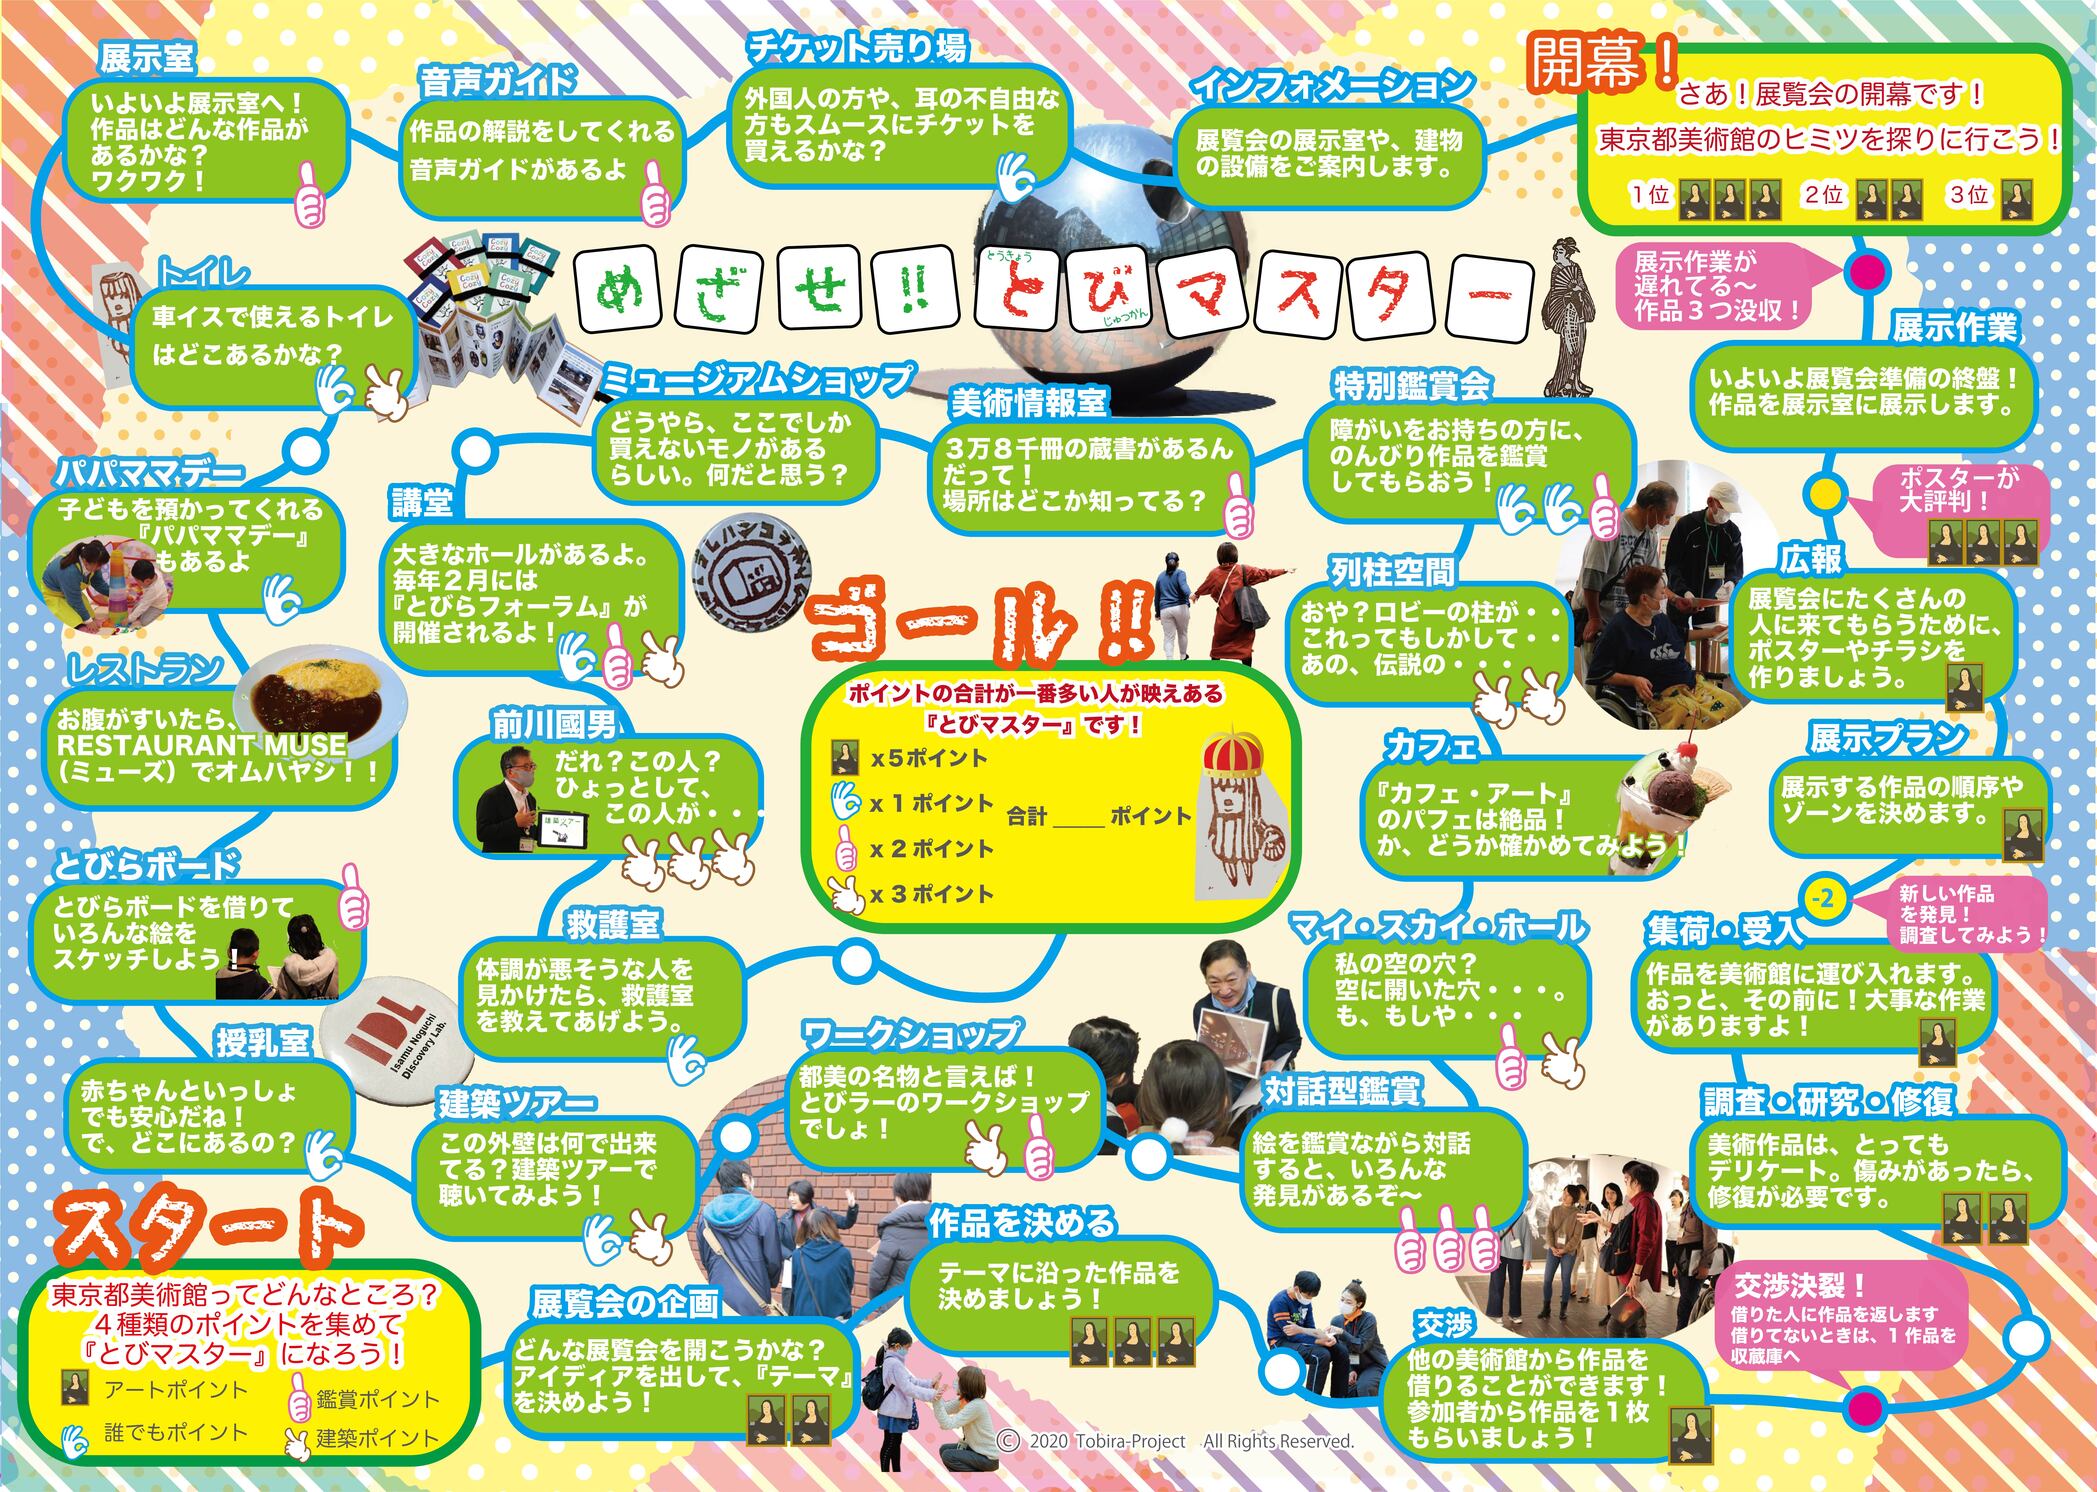 めざせ!!とびマスター
とうきょう
じゅつかん
スタート
東京都美術館ってどんなところ？
４種類のポイントを集めて
『とびマスター』になろう！
アートポイント
鑑賞ポイント
誰でもポイント
建築ポイント
展覧会の企画
どんな展覧会を開こうかな？
アイディアを出して、『テーマ』
を決めよう！
作品を決める
テーマに沿った作品を
決めましょう！
交渉
他の美術館から作品を
借りることができます！
参加者から作品を１枚
もらいましょう！
交渉決裂！
借りた人に作品を返します
借りてないときは、１作品を
収蔵庫へ
調査・研究・修復
美術作品は、とっても
デリケート。傷みがあったら、
修復が必要です。
集荷・受入
作品を美術館に運び入れます。
おっと、その前に！大事な作業
がありますよ！
-2
新しい作品
を発見！
調査してみよう！
展示プラン
展示する作品の順序や
ゾーンを決めます。
広報
展覧会にたくさんの
人に来てもらうために、
ポスターやチラシを
作りましょう。
ポスターが
大評判！
展示作業
いよいよ展覧会準備の終盤！
作品を展示室に展示します。
展示作業が
遅れてる〜
作品３つ没収！
開幕！
さあ！展覧会の開幕です！
東京都美術館のヒミツを探りに行こう！
１位
２位
３位
インフォメーション
展覧会の展示室や、建物
の設備をご案内します。
チケット売り場
外国人の方や、耳の不自由な
方もスムースにチケットを
買えるかな？
音声ガイド
作品の解説をしてくれる
音声ガイドがあるよ
展示室
いよいよ展示室へ！
作品はどんな作品が
あるかな？
ワクワク！
トイレ
車イスで使えるトイレ
はどこあるかな？
パパママデー
子どもを預かってくれる
『パパママデー』
もあるよ
レストラン
お腹がすいたら、
RESTAURANT MUSE
（ミューズ）でオムハヤシ！！
とびらボード
とびらボードを借りて
いろんな絵を
スケッチしよう！
授乳室
赤ちゃんといっしょ
でも安心だね！
で、どこにあるの？
IDL
Isamu Noguchi
Discovery Lab.
建築ツアー
この外壁は何で出来
てる？建築ツアーで
聴いてみよう！
ワークショップ
都美の名物と言えば！
とびラーのワークショップ
でしょ！
対話型鑑賞
絵を鑑賞ながら対話
すると、いろんな
発見があるぞ〜
マイ・スカイ・ホール
私の空の穴？
空に開いた穴・・・。
も、もしや・・・
カフェ
『カフェ・アート』
のパフェは絶品！
か、どうか確かめてみよう！
列柱空間
おや？ロビーの柱が・・
これってもしかして・・
あの、伝説の・・・
特別鑑賞会
障がいをお持ちの方に、
のんびり作品を鑑賞
してもらおう！
美術情報室
３万８千冊の蔵書があるん
だって！
場所はどこか知ってる？
ミュージアムショップ
どうやら、ここでしか
買えないモノがある
らしい。何だと思う？
講堂
大きなホールがあるよ。
毎年２月には
『とびらフォーラム』が
開催されるよ！
前川國男
だれ？この人？
ひょっとして、
この人が・・・
建築ツアー
救護室
体調が悪そうな人を
見かけたら、救護室
を教えてあげよう。
ゴール!!
ポイントの合計が一番多い人が映えある
『とびマスター』です！
x５ポイント
x１ポイント
x２ポイント
x３ポイント
合計 ____ ポイント
© 2020 Tobira-Project All Rights Reserved.